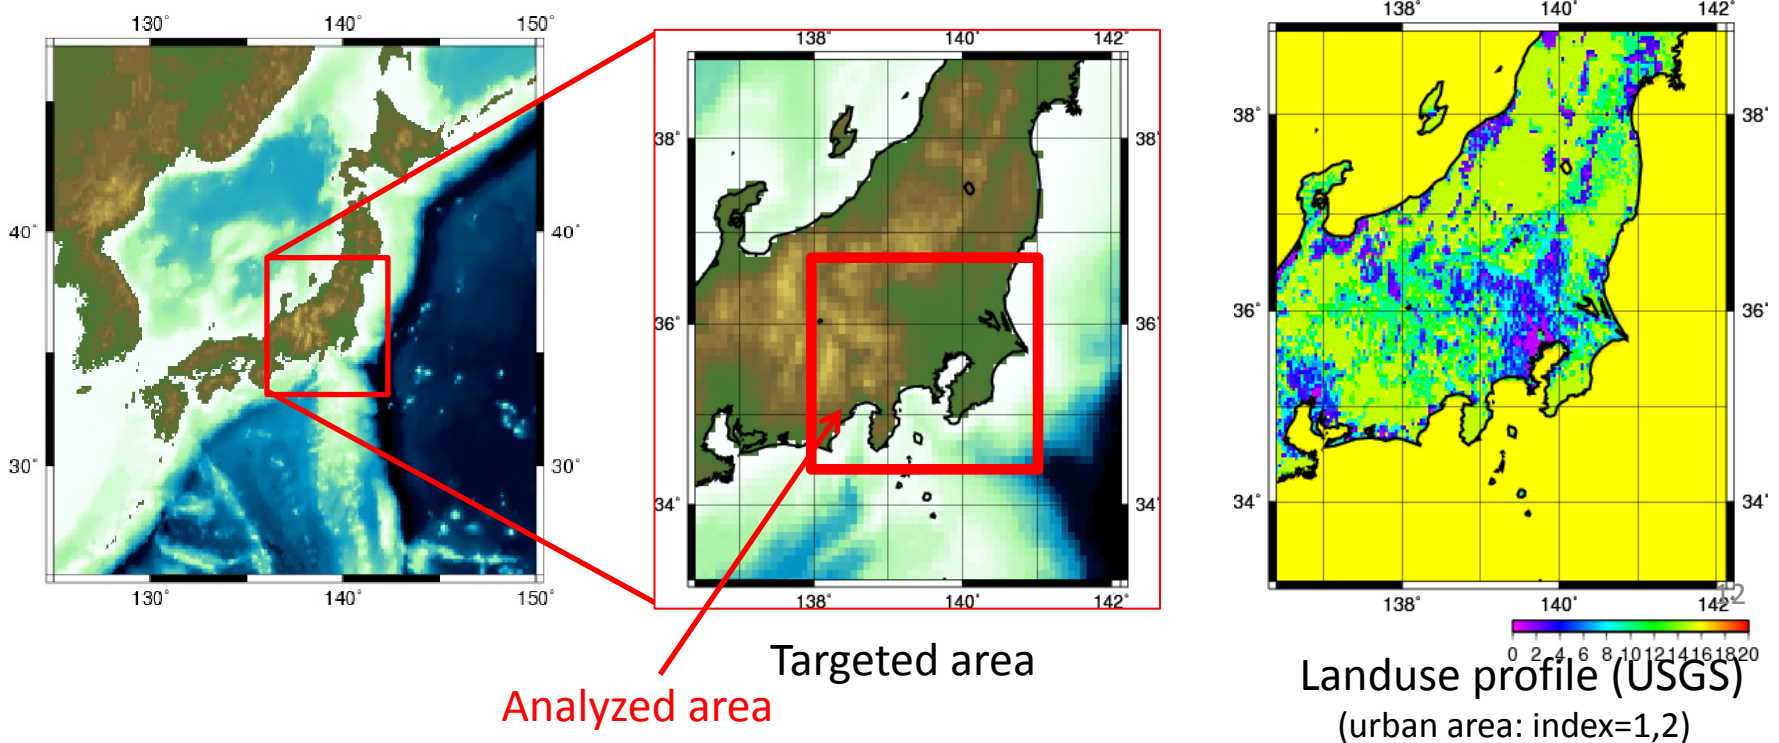 130° 140° 150°
40° 40°
30° 30°
130° 140° 150°
138° 140° 142°
38° 38°
36° 36°
34° 34°
138° 140° 142°
138° 140° 142°
38° 38°
36° 36°
34° 34°
138° 140° 142°
12
0 2 4 6 8 10 12 14 16 18 20
Targeted area
Analyzed area
Landuse profile (USGS)
(urban area: index=1,2)